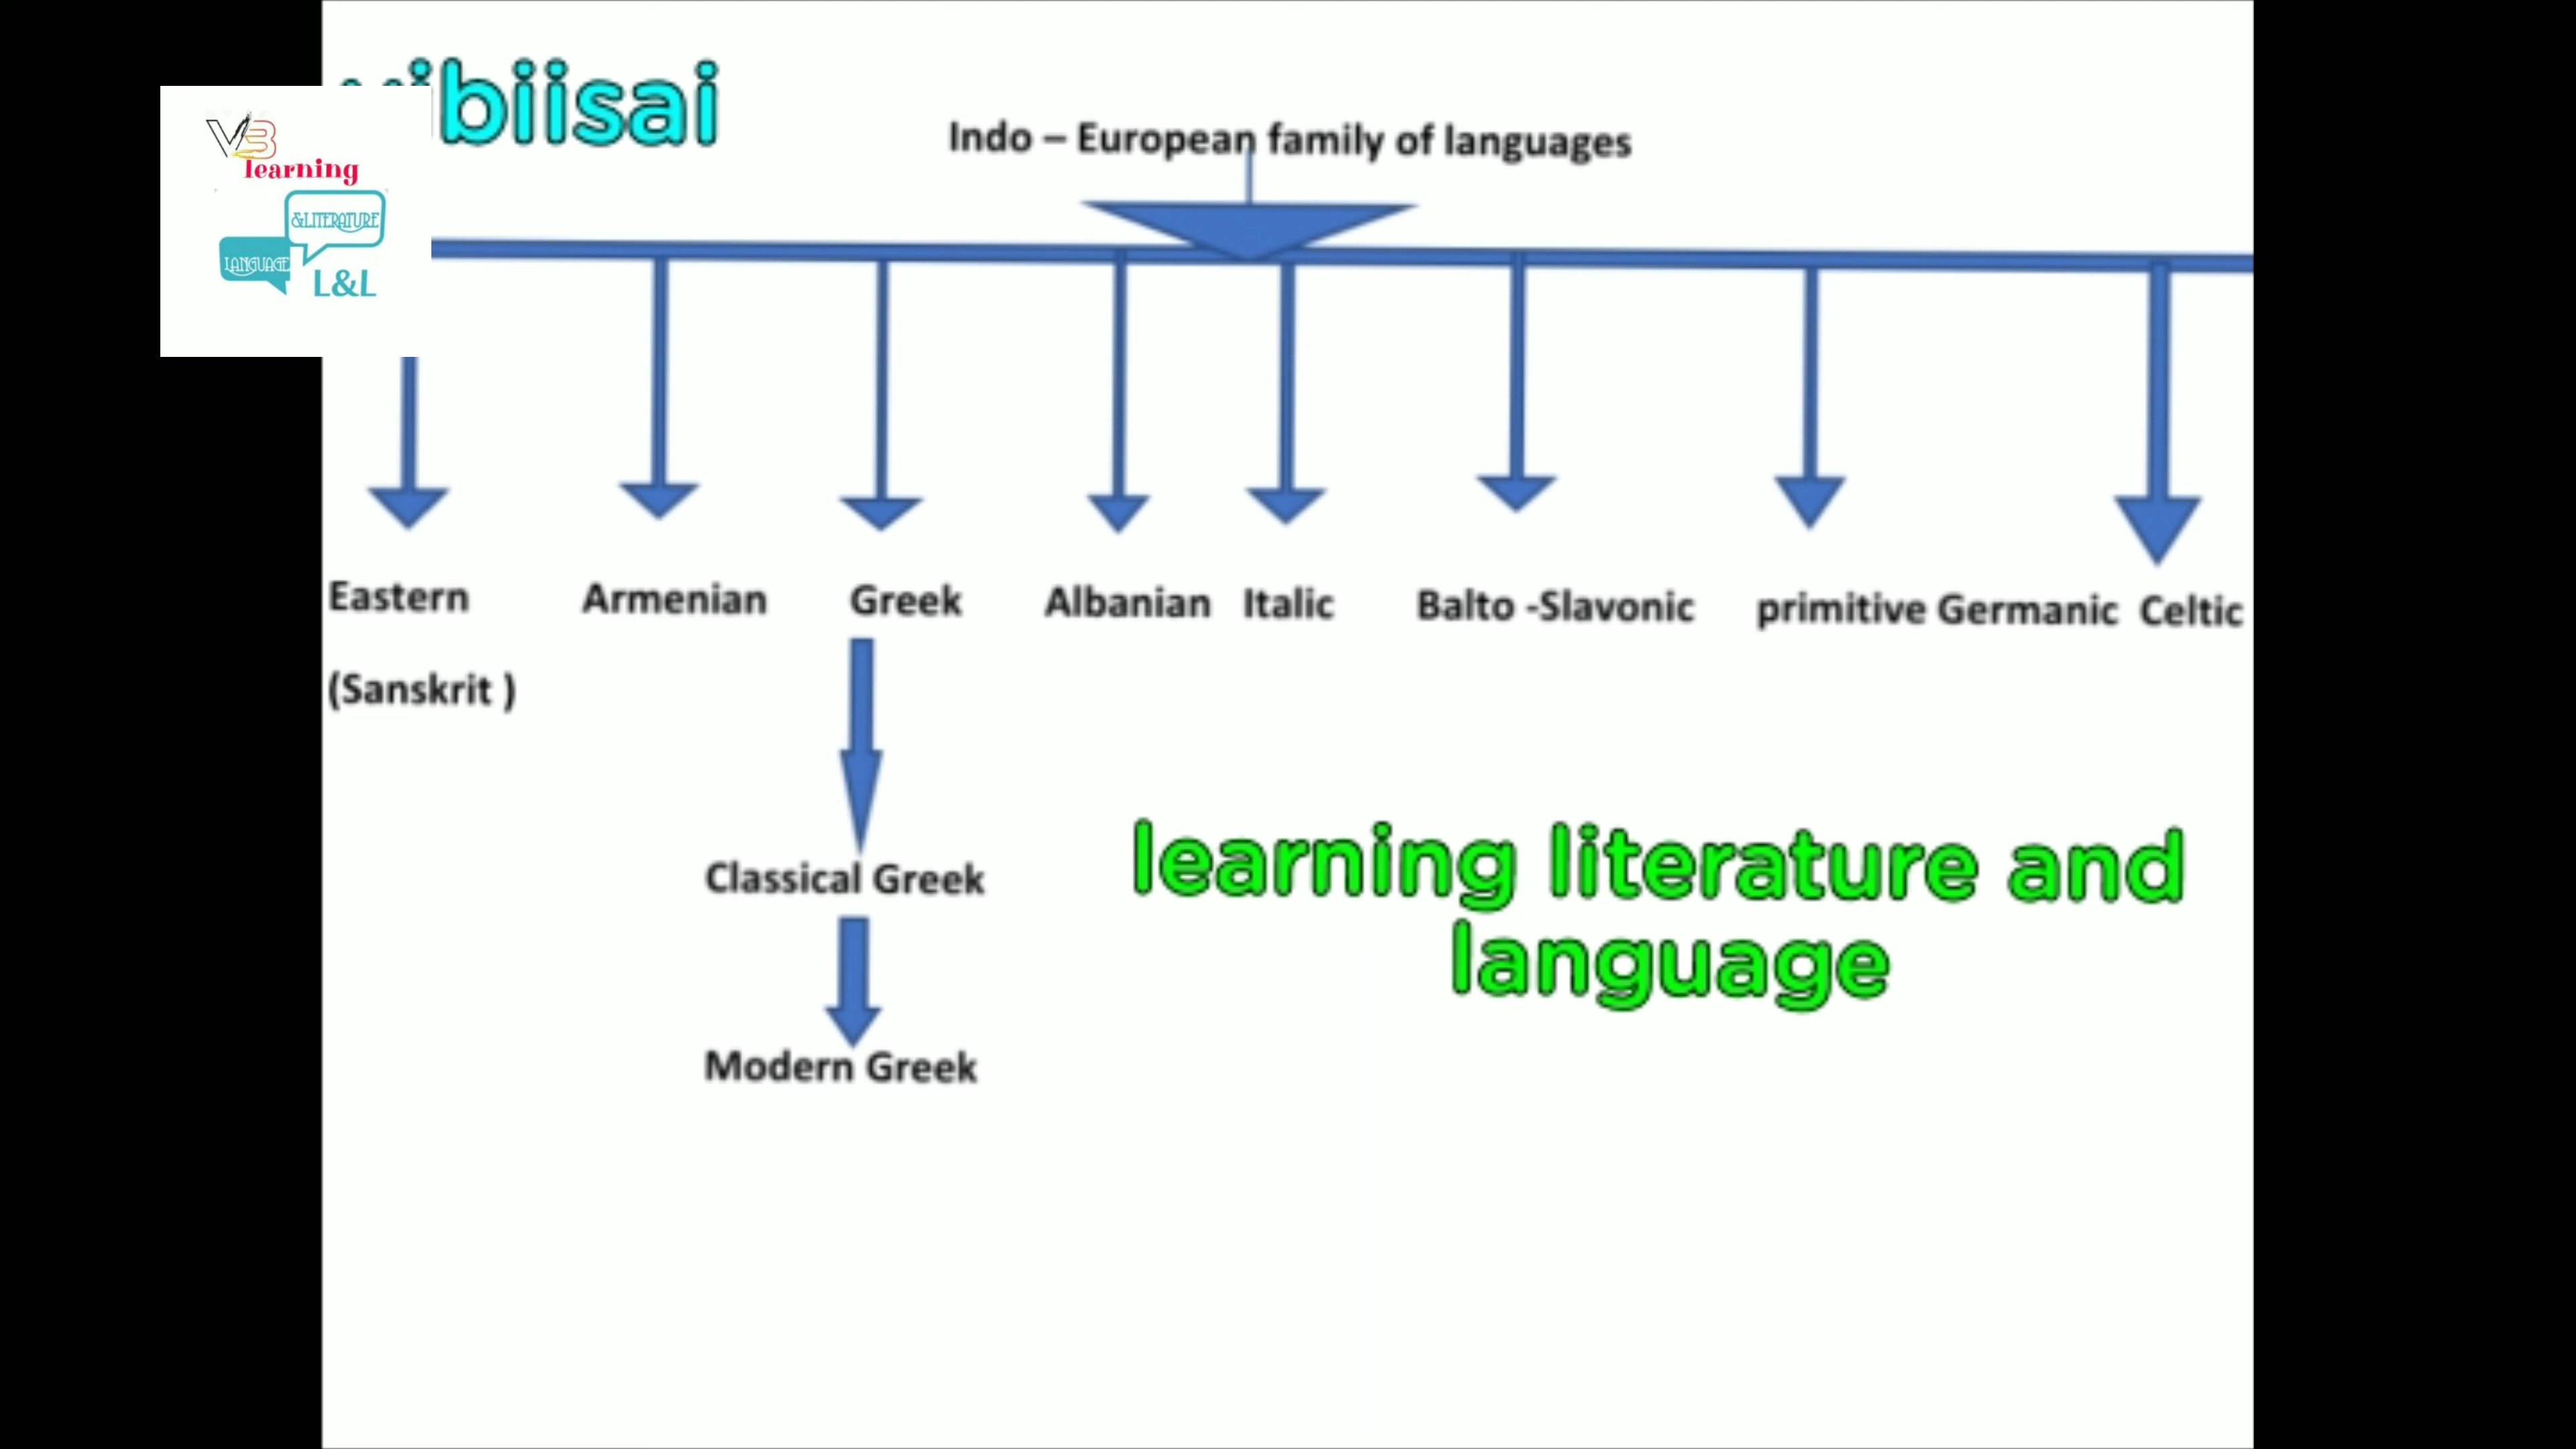 biisai
VB
learning
&LITERATURE
LANGUAGE
L&L
Indo – European family of languages
Eastern Armenian Greek Albanian Italic Balto -Slavonic primitive Germanic Celtic
(Sanskrit )
Classical Greek
learning literature and
language
Modern Greek